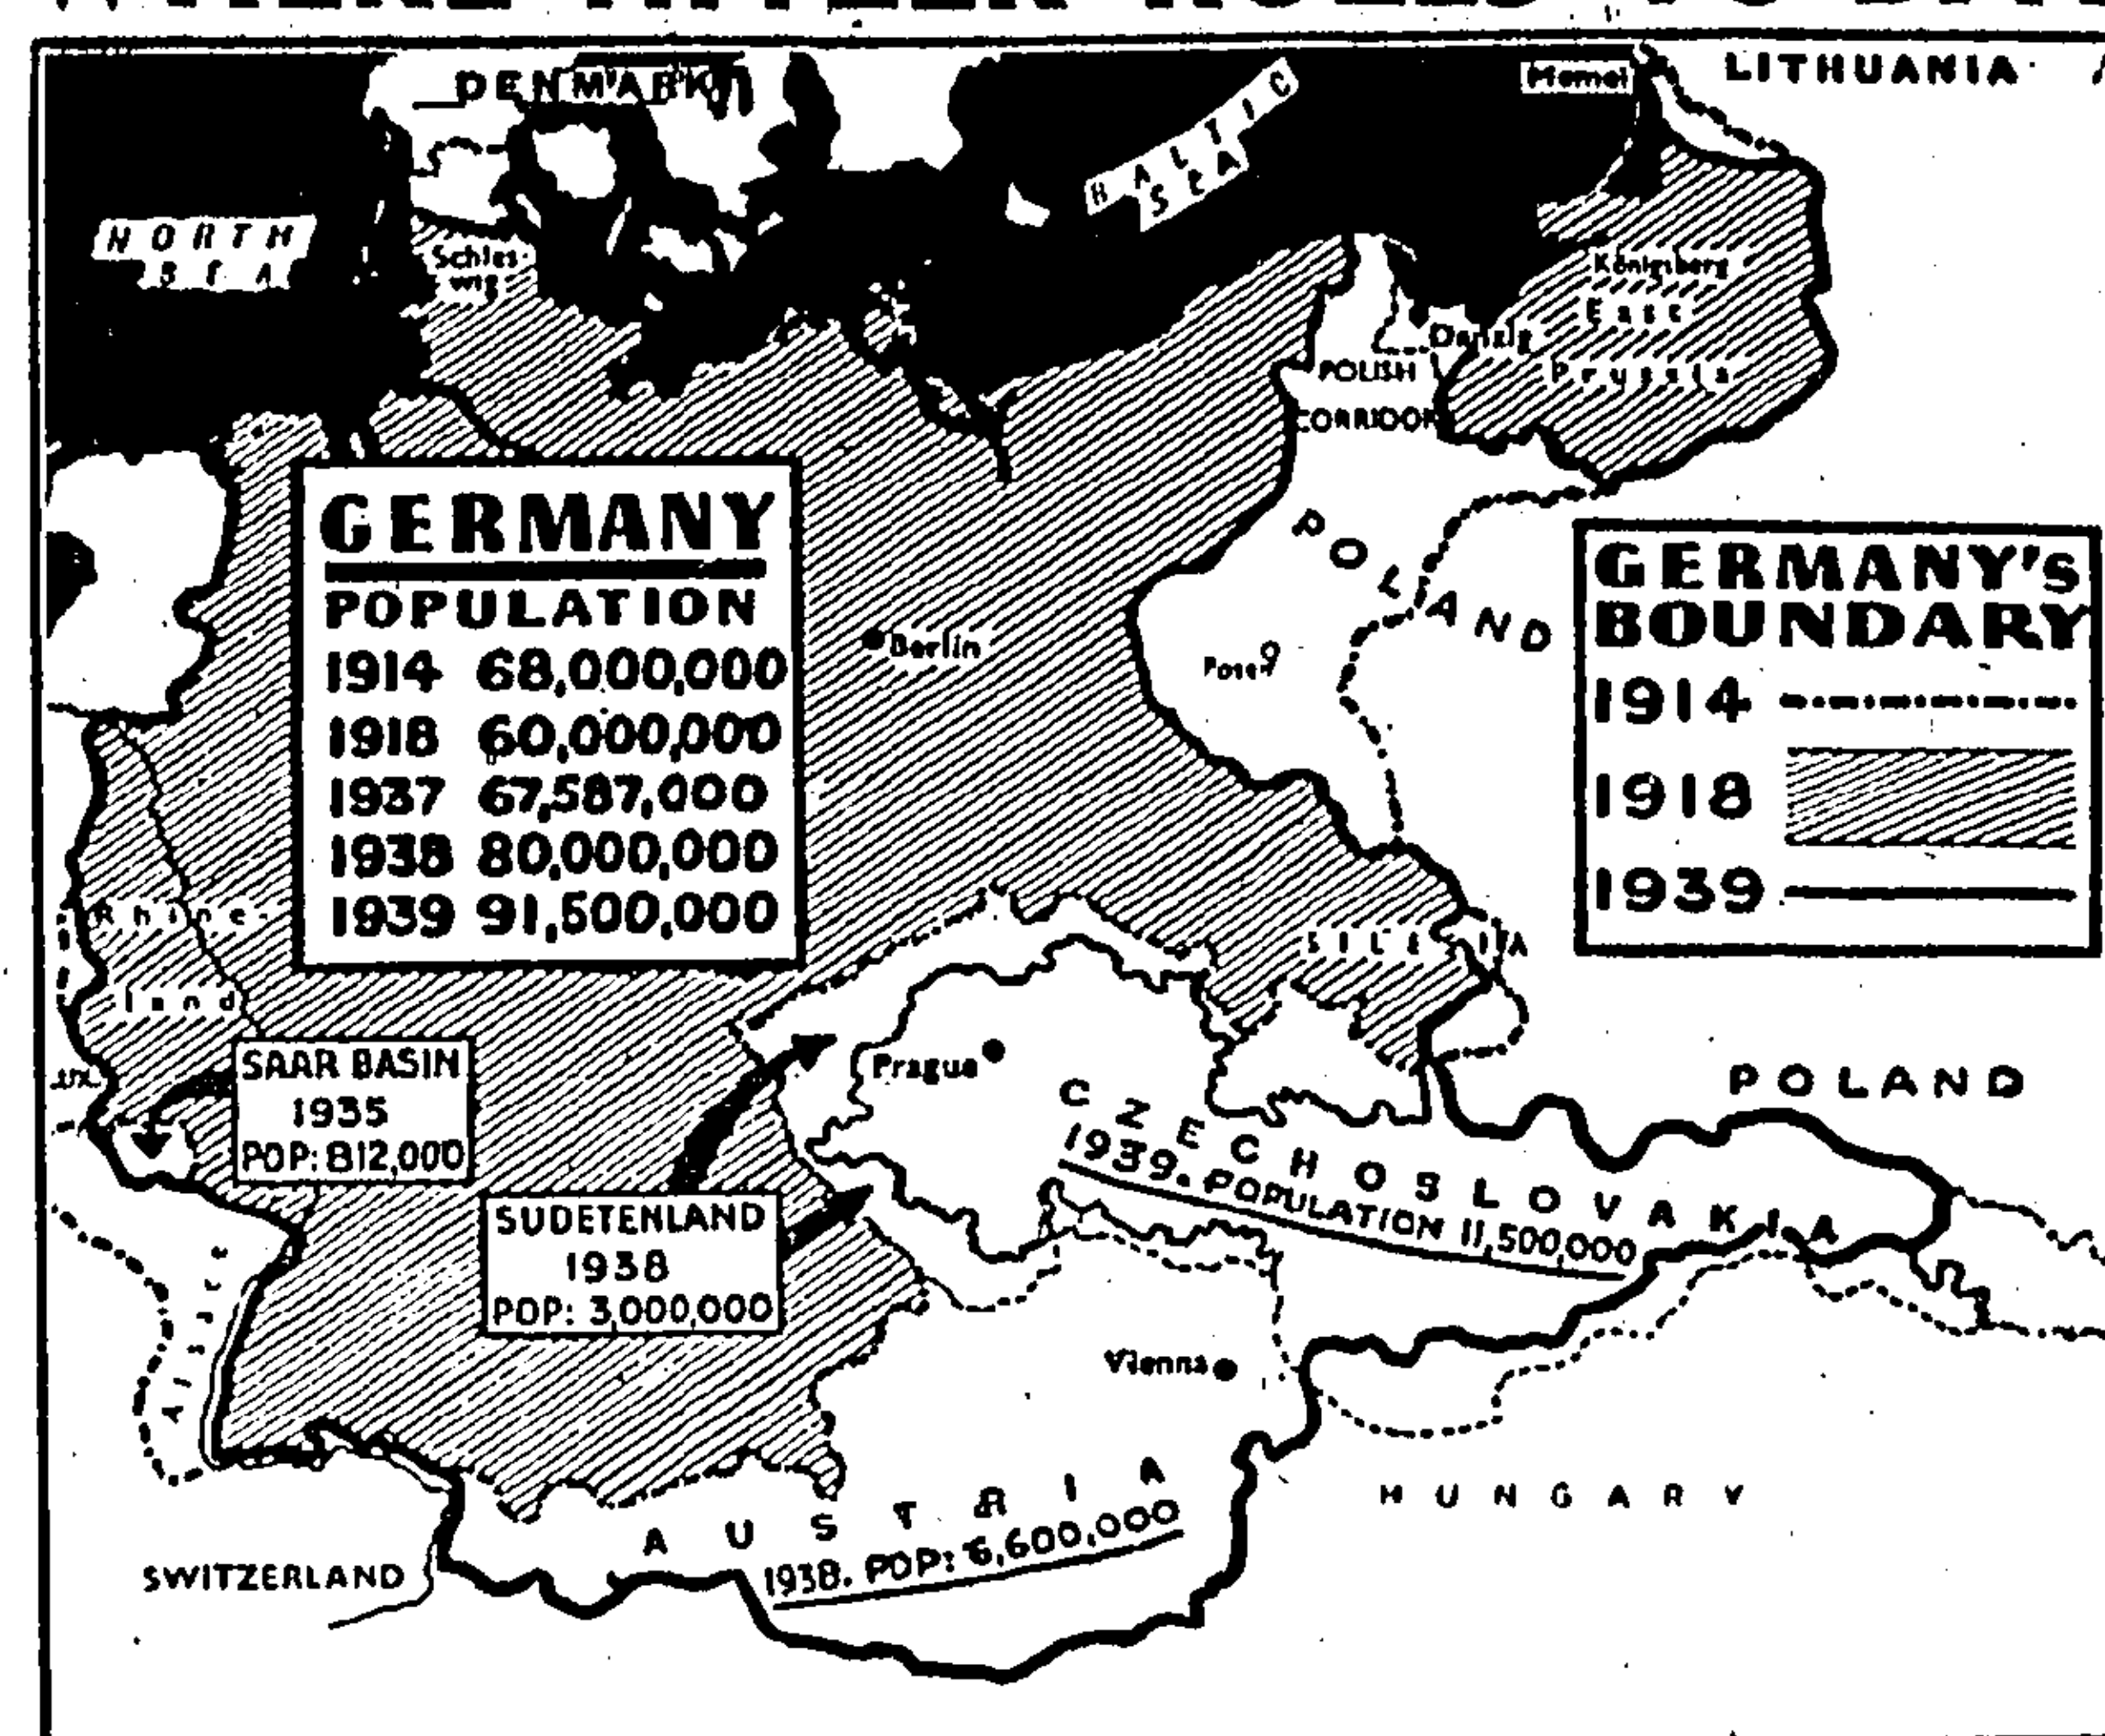 DENMARK
LITHUANIA
Memel
BALTIC
SEA
NORTH
SEA
Schles-
wig
Königsberg
East
Prussia
Danzig
POLISH
CORRIDOR
GERMANY
POPULATION
1914 68,000,000
1918 60,000,000
1937 67,587,000
1938 80,000,000
1939 91,500,000
POLAND
Berlin
GERMANY'S
BOUNDARY
1914
1918
1939
Rhine-
land
SILESIA
SAAR BASIN
1935
POP: 812,000
LUX.
Prague
CZECHOSLOVAKIA
1939. POPULATION 11,500,000
POLAND
SUDETENLAND
1938
POP: 3,000,000
Vienna
AUSTRIA
1938. POP: 6,600,000
HUNGARY
SWITZERLAND